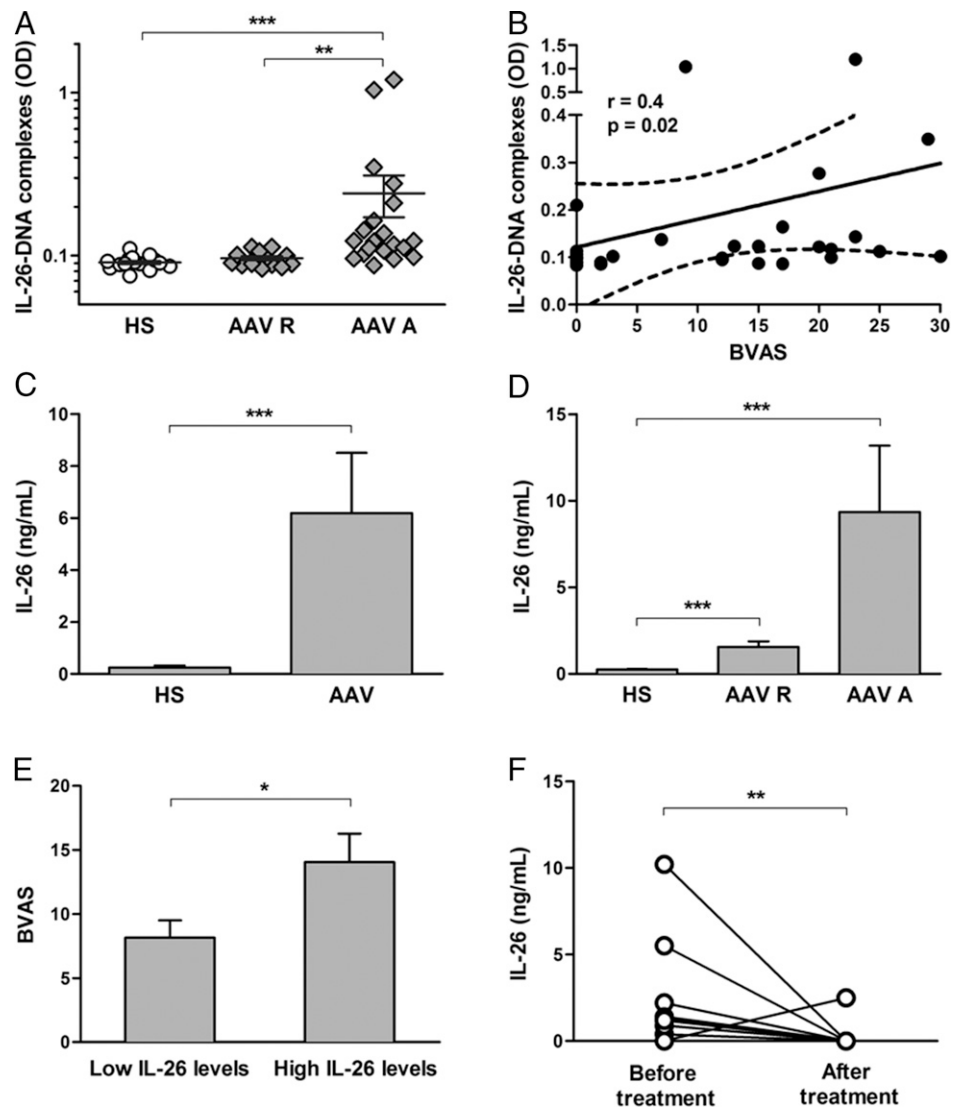 A
IL-26-DNA complexes (OD)
1
0.1
***
**
HS AAV R AAV A
B
IL-26-DNA complexes (OD)
1.5
1.0
0.5
0.4
0.3
0.2
0.1
0.0
r = 0.4
p = 0.02
0 5 10 15 20 25 30
BVAS
C
IL-26 (ng/mL)
10
8
6
4
2
0
***
HS AAV
D
IL-26 (ng/mL)
15
10
5
0
***
***
HS AAV R AAV A
E
BVAS
20
15
10
5
0
*
Low IL-26 levels High IL-26 levels
F
IL-26 (ng/mL)
15
10
5
0
**
Before After
treatment treatment